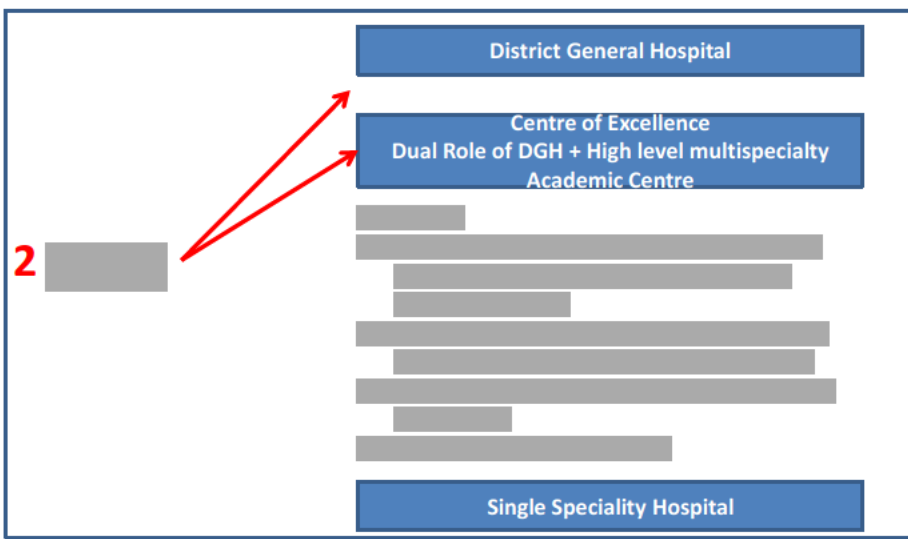 District General Hospital
Centre of Excellence
Dual Role of DGH + High level multispecialty
Academic Centre
2
Single Speciality Hospital